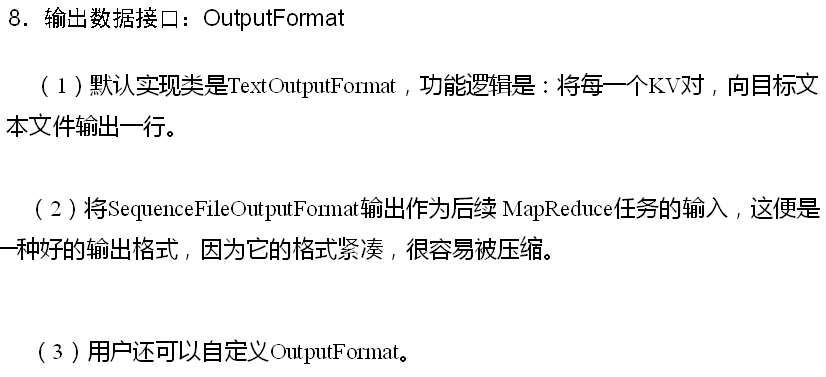 8．输出数据接口：OutputFormat
（1）默认实现类是TextOutputFormat，功能逻辑是：将每一个KV对，向目标文
本文件输出一行。
（2）将SequenceFileOutputFormat输出作为后续 MapReduce任务的输入，这便是
一种好的输出格式，因为它的格式紧凑，很容易被压缩。
（3）用户还可以自定义OutputFormat。